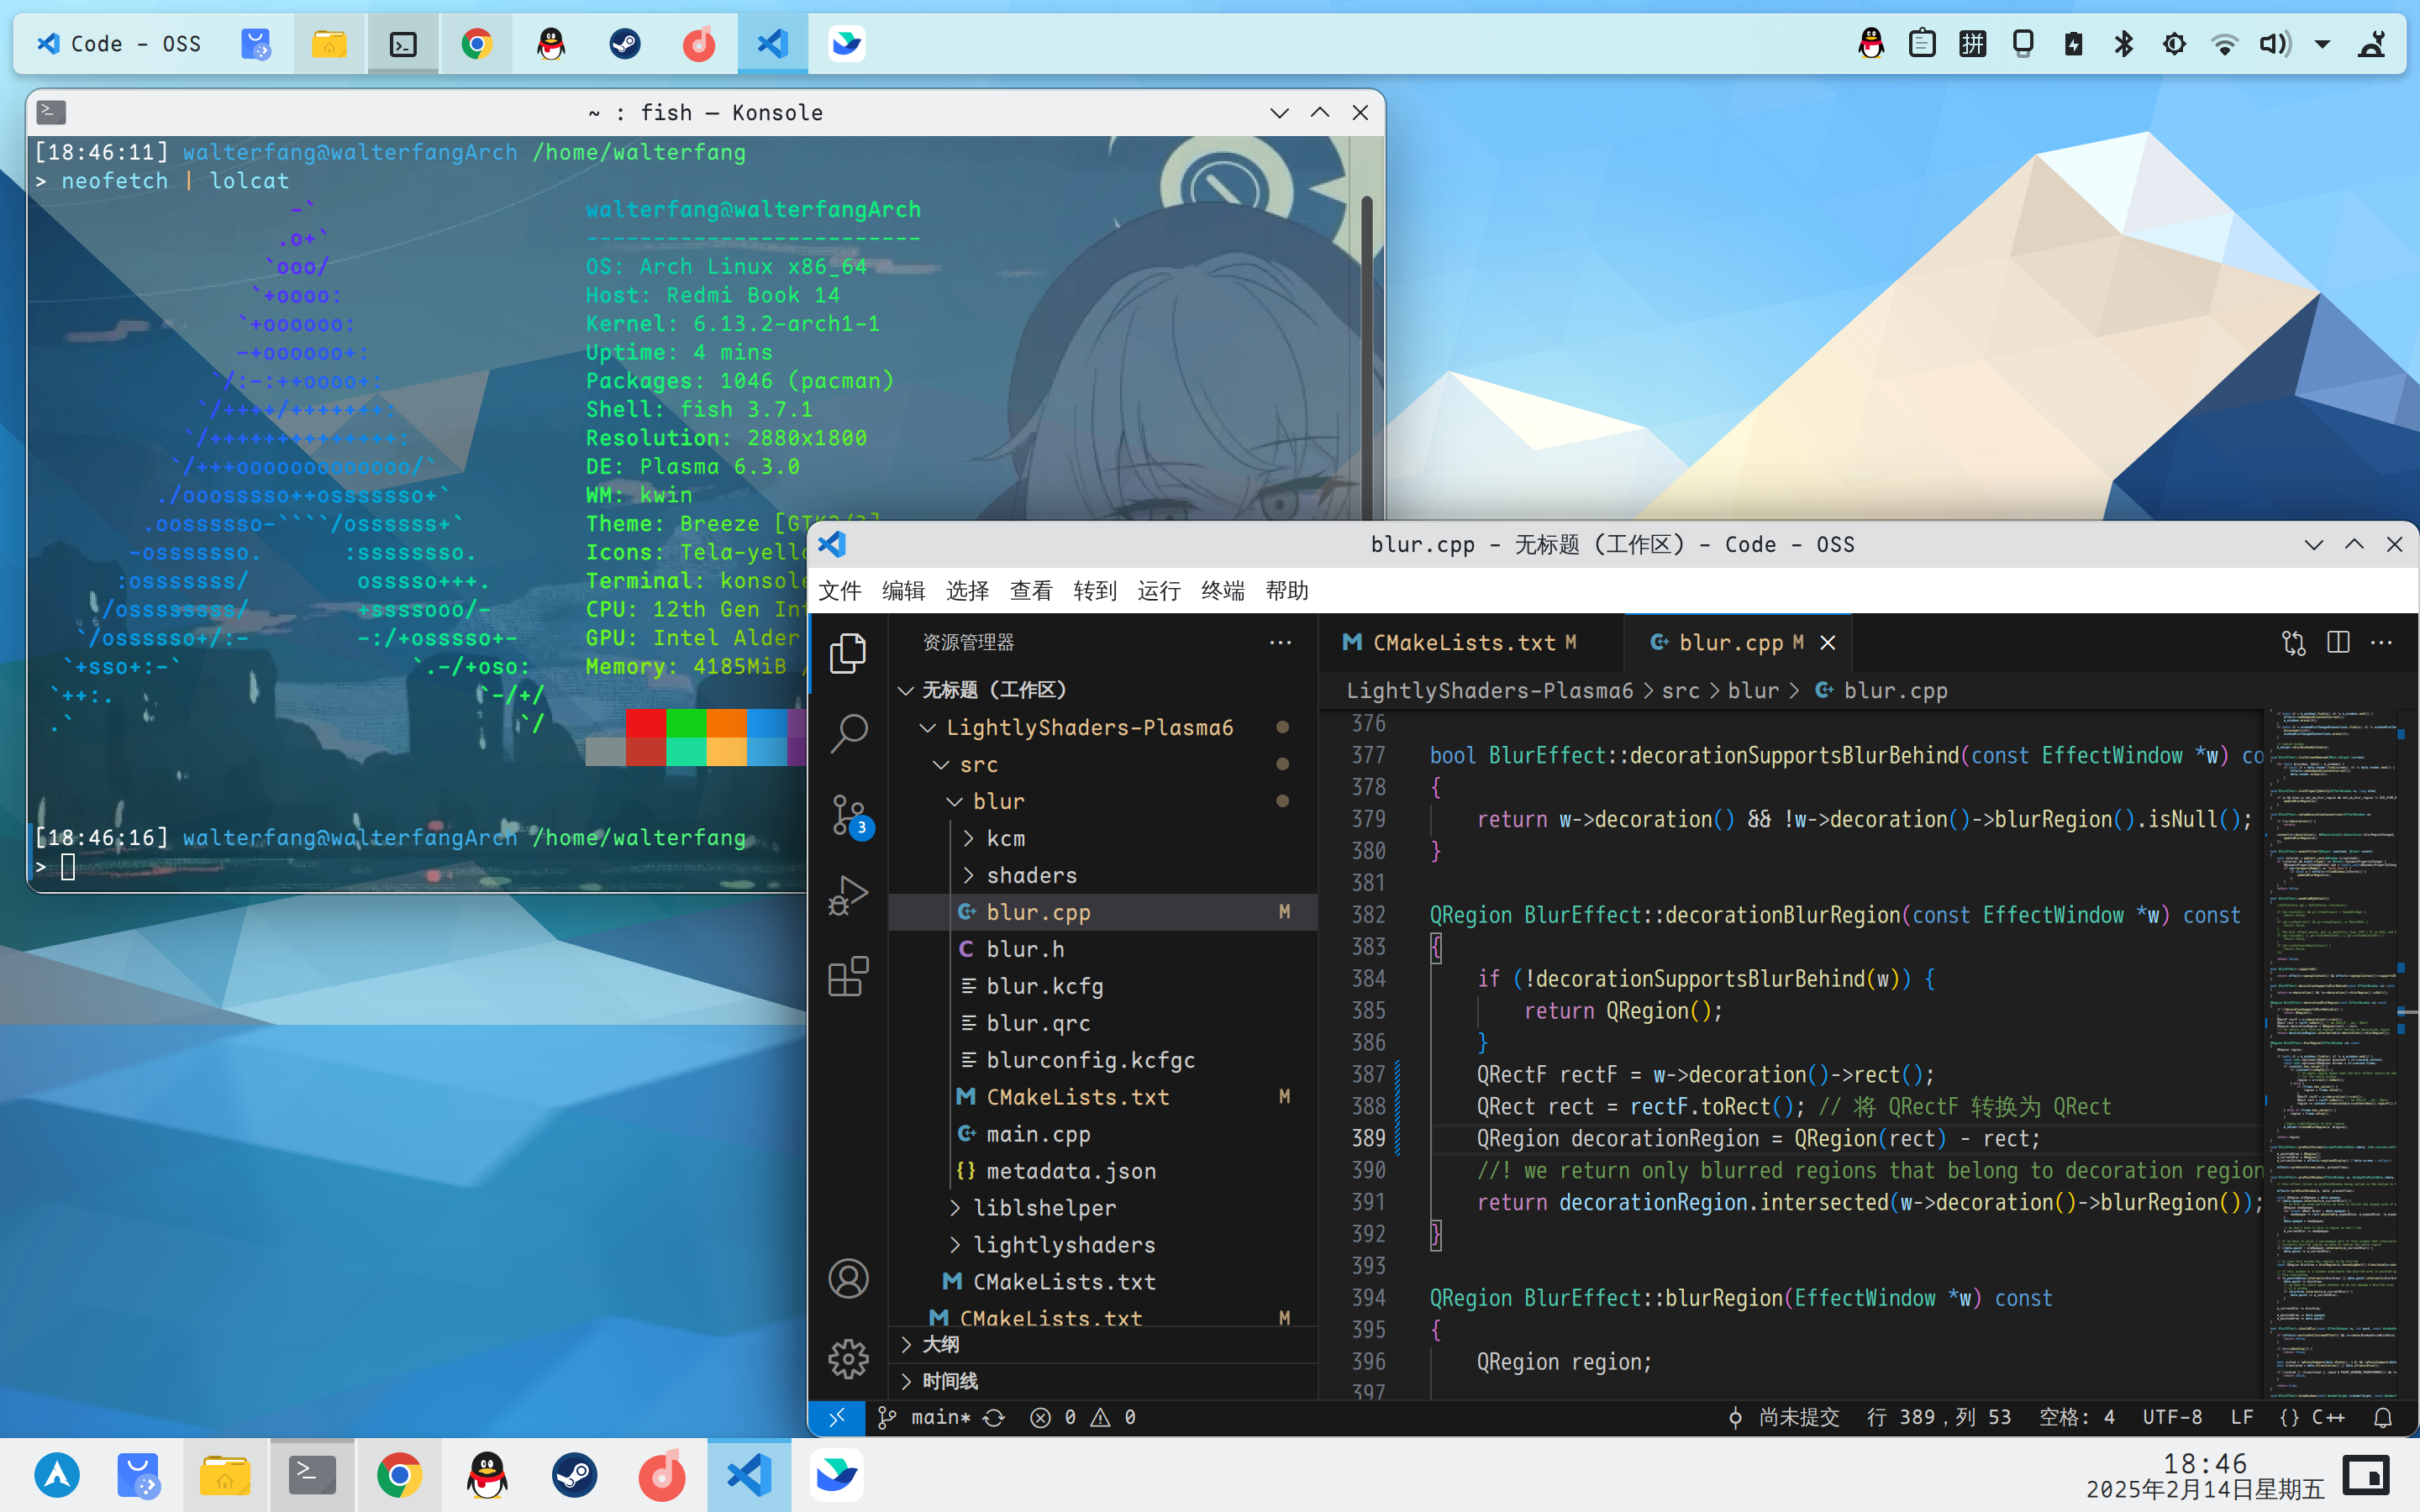 Code - OSS
拼
~ : fish — Konsole
[18:46:11] walterfang@walterfangArch /home/walterfang
> neofetch | lolcat
walterfang@walterfangArch
-------------------------
OS: Arch Linux x86_64
Host: Redmi Book 14
Kernel: 6.13.2-arch1-1
Uptime: 4 mins
Packages: 1046 (pacman)
Shell: fish 3.7.1
Resolution: 2880x1800
DE: Plasma 6.3.0
WM: kwin
Theme: Breeze [GTK2/3]
Icons: Tela-yello
Terminal: konsole
CPU: 12th Gen Int
GPU: Intel Alder
Memory: 4185MiB /
[18:46:16] walterfang@walterfangArch /home/walterfang
>
blur.cpp - 无标题 (工作区) - Code - OSS
文件 编辑 选择 查看 转到 运行 终端 帮助
资源管理器
无标题 (工作区)
LightlyShaders-Plasma6
src
blur
kcm
shaders
blur.cpp M
blur.h
blur.kcfg
blur.qrc
blurconfig.kcfgc
CMakeLists.txt M
main.cpp
metadata.json
liblshelper
lightlyshaders
CMakeLists.txt
CMakeLists.txt M
大纲
时间线
3
CMakeLists.txt M
blur.cpp M
LightlyShaders-Plasma6 > src > blur > blur.cpp
376
377 bool BlurEffect::decorationSupportsBlurBehind(const EffectWindow *w) co
378 {
379 return w->decoration() && !w->decoration()->blurRegion().isNull();
380 }
381
382 QRegion BlurEffect::decorationBlurRegion(const EffectWindow *w) const
383 {
384 if (!decorationSupportsBlurBehind(w)) {
385 return QRegion();
386 }
387 QRectF rectF = w->decoration()->rect();
388 QRect rect = rectF.toRect(); // 将 QRectF 转换为 QRect
389 QRegion decorationRegion = QRegion(rect) - rect;
390 //! we return only blurred regions that belong to decoration region
391 return decorationRegion.intersected(w->decoration()->blurRegion());
392 }
393
394 QRegion BlurEffect::blurRegion(EffectWindow *w) const
395 {
396 QRegion region;
397
main* 0 0
尚未提交 行 389，列 53 空格: 4 UTF-8 LF {} C++
18:46
2025年2月14日星期五